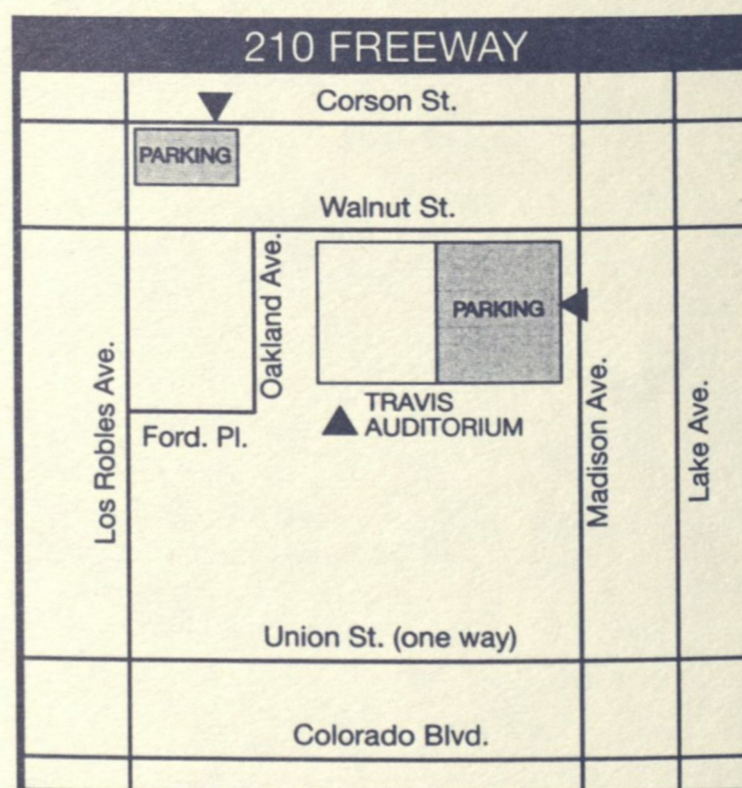 210 FREEWAY
Corson St.
PARKING
Walnut St.
Oakland Ave.
PARKING
Los Robles Ave.
Ford. Pl.
TRAVIS
AUDITORIUM
Madison Ave.
Lake Ave.
Union St. (one way)
Colorado Blvd.